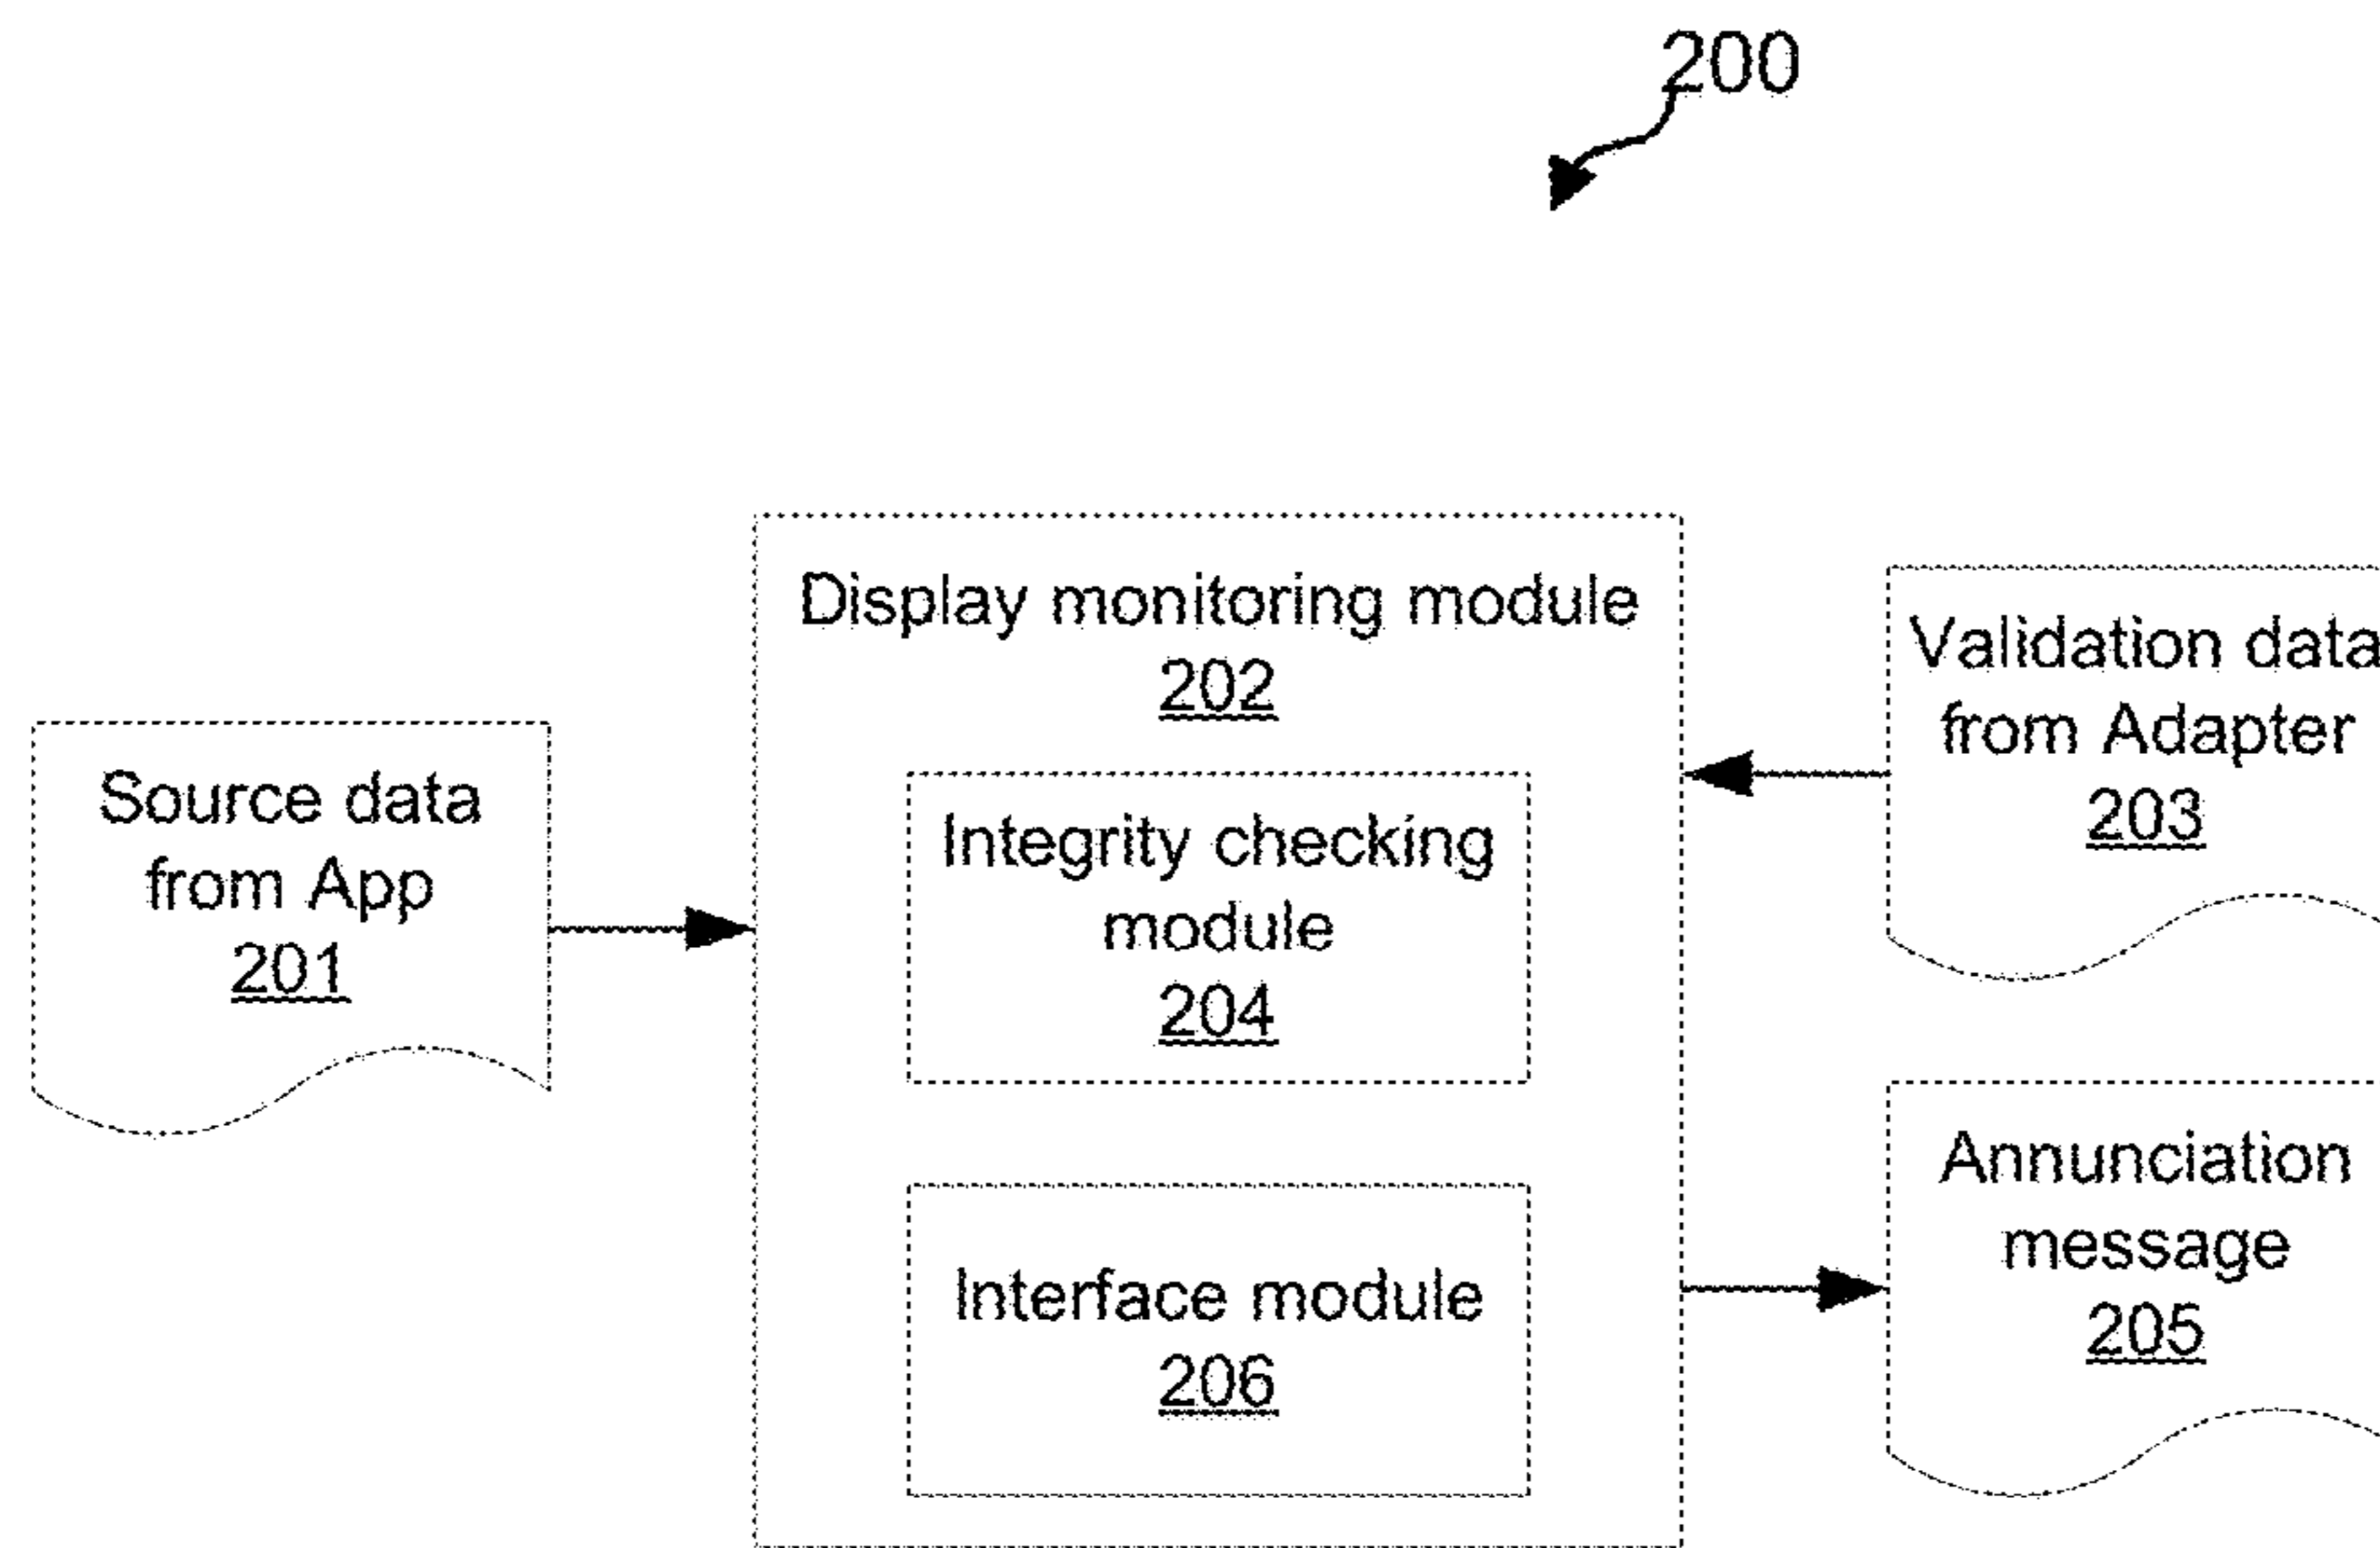 200
Source data
from App
201
Display monitoring module
202
Integrity checking
module
204
Interface module
206
Validation data
from Adapter
203
Annunciation
message
205